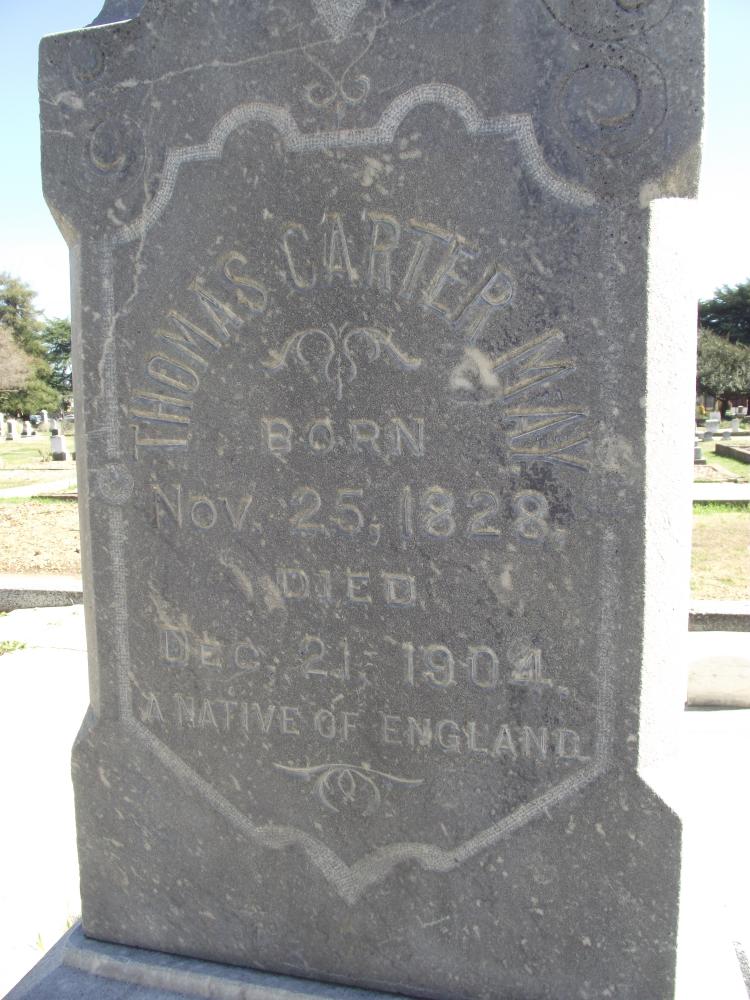 THOMAS CARTER MAY
BORN
NOV. 25, 1828.
DIED
DEC. 21, 1904.
A NATIVE OF ENGLAND.